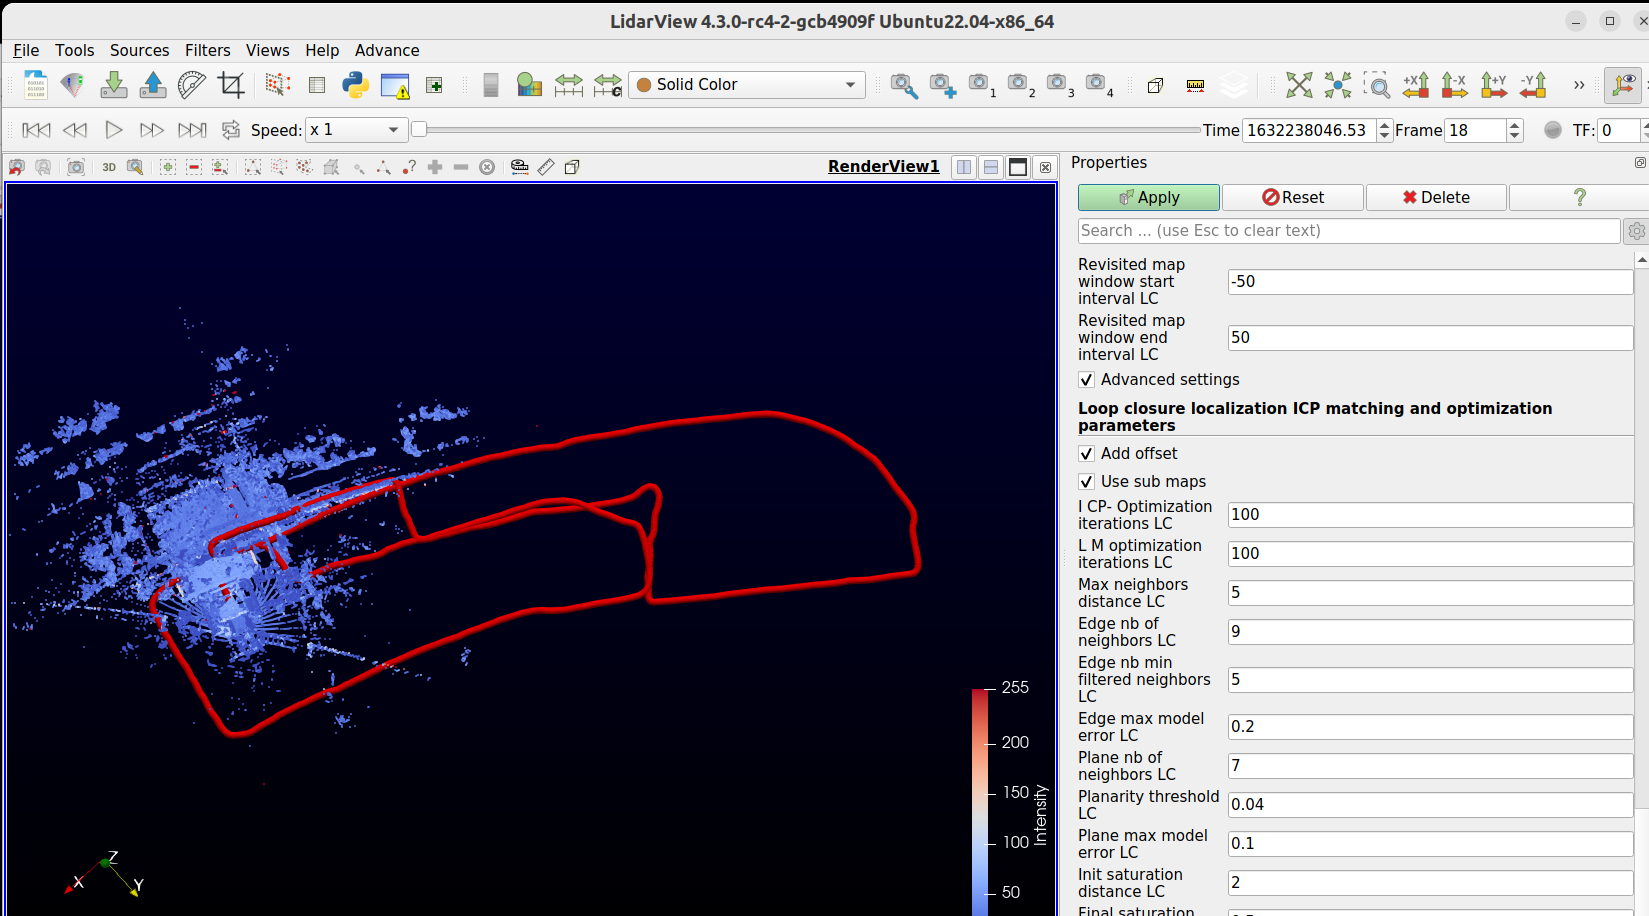 LidarView 4.3.0-rc4-2-gcb4909f Ubuntu22.04-x86_64
File Tools Sources Filters Views Help Advance
Solid Color
1 2 3 4
+X -X +Y -Y
Speed: x 1
Time 1632238046.53 Frame 18 TF: 0
3D
RenderView1
Properties
Apply Reset Delete ?
Search ... (use Esc to clear text)
Revisited map
window start
interval LC
-50
Revisited map
window end
interval LC
50
Advanced settings
Loop closure localization ICP matching and optimization
parameters
Add offset
Use sub maps
I CP- Optimization
iterations LC
100
L M optimization
iterations LC
100
Max neighbors
distance LC
5
Edge nb of
neighbors LC
9
Edge nb min
filtered neighbors
LC
5
Edge max model
error LC
0.2
Plane nb of
neighbors LC
7
Planarity threshold
LC
0.04
Plane max model
error LC
0.1
Init saturation
distance LC
2
Final saturation
255
200
150
100
50
Intensity
Z
X
Y